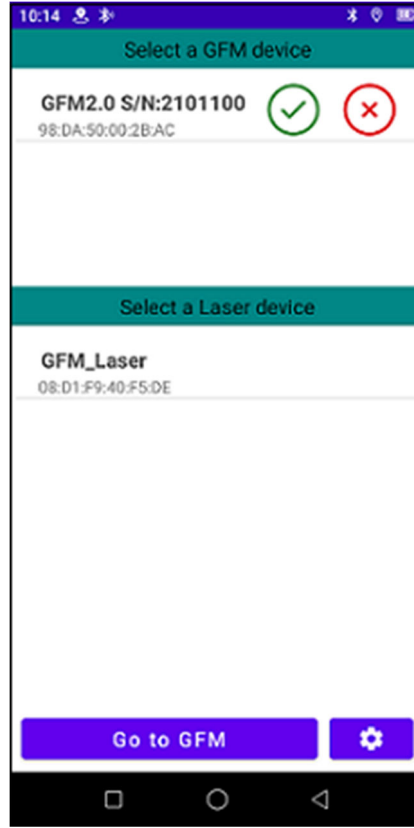 10:14
Select a GFM device
GFM2.0 S/N:2101100
98:DA:50:00:2B:AC
Select a Laser device
GFM_Laser
08:D1:F9:40:F5:DE
Go to GFM